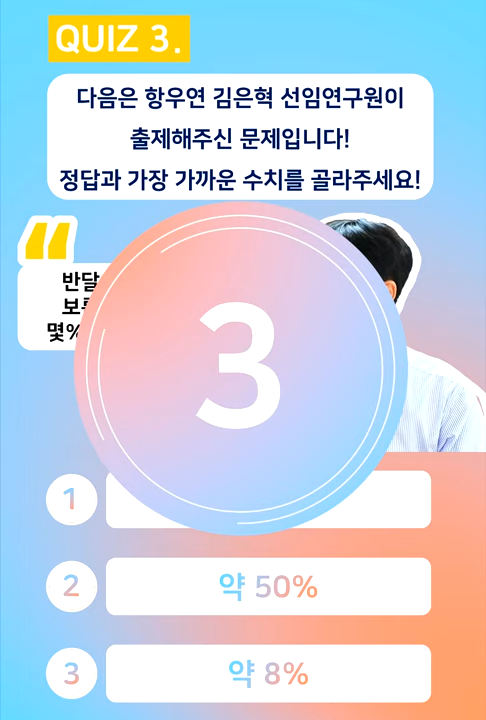 QUIZ 3.
다음은 항우연 김은혁 선임연구원이
출제해주신 문제입니다!
정답과 가장 가까운 수치를 골라주세요!
반달
몇%
3
1
2 약 50%
3 약 8%